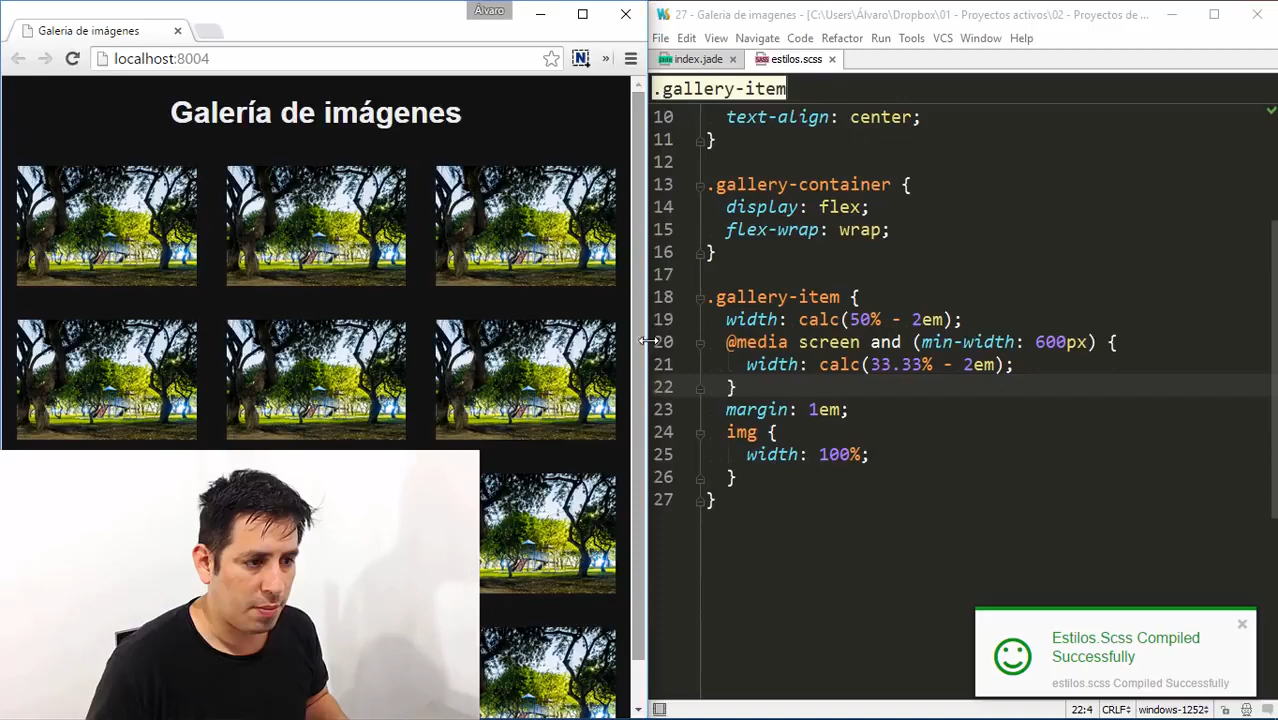 Álvaro
Galería de imágenes
localhost:8004
Galería de imágenes
27 - Galeria de imagenes - [C:\Users\Álvaro\Dropbox\01 - Proyectos activos\02 - Proyectos de ...
File Edit View Navigate Code Refactor Run Tools VCS Window Help
index.jade estilos.scss
.gallery-item
10 text-align: center;
11 }
12
13 .gallery-container {
14 display: flex;
15 flex-wrap: wrap;
16 }
17
18 .gallery-item {
19 width: calc(50% - 2em);
20 @media screen and (min-width: 600px) {
21 width: calc(33.33% - 2em);
22 }
23 margin: 1em;
24 img {
25 width: 100%;
26 }
27 }
Estilos.Scss Compiled
Successfully
estilos.scss Compiled Successfully
22:4 CRLF÷ windows-1252÷